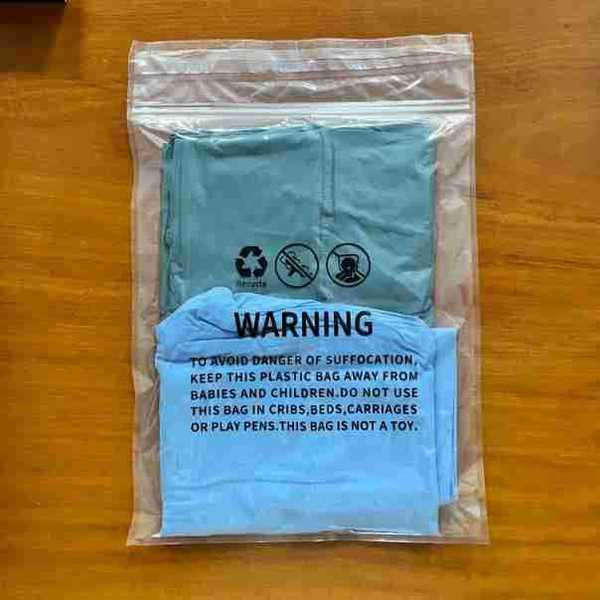 Recycle
WARNING
TO AVOID DANGER OF SUFFOCATION,
KEEP THIS PLASTIC BAG AWAY FROM
BABIES AND CHILDREN.DO NOT USE
THIS BAG IN CRIBS,BEDS,CARRIAGES
OR PLAY PENS.THIS BAG IS NOT A TOY.